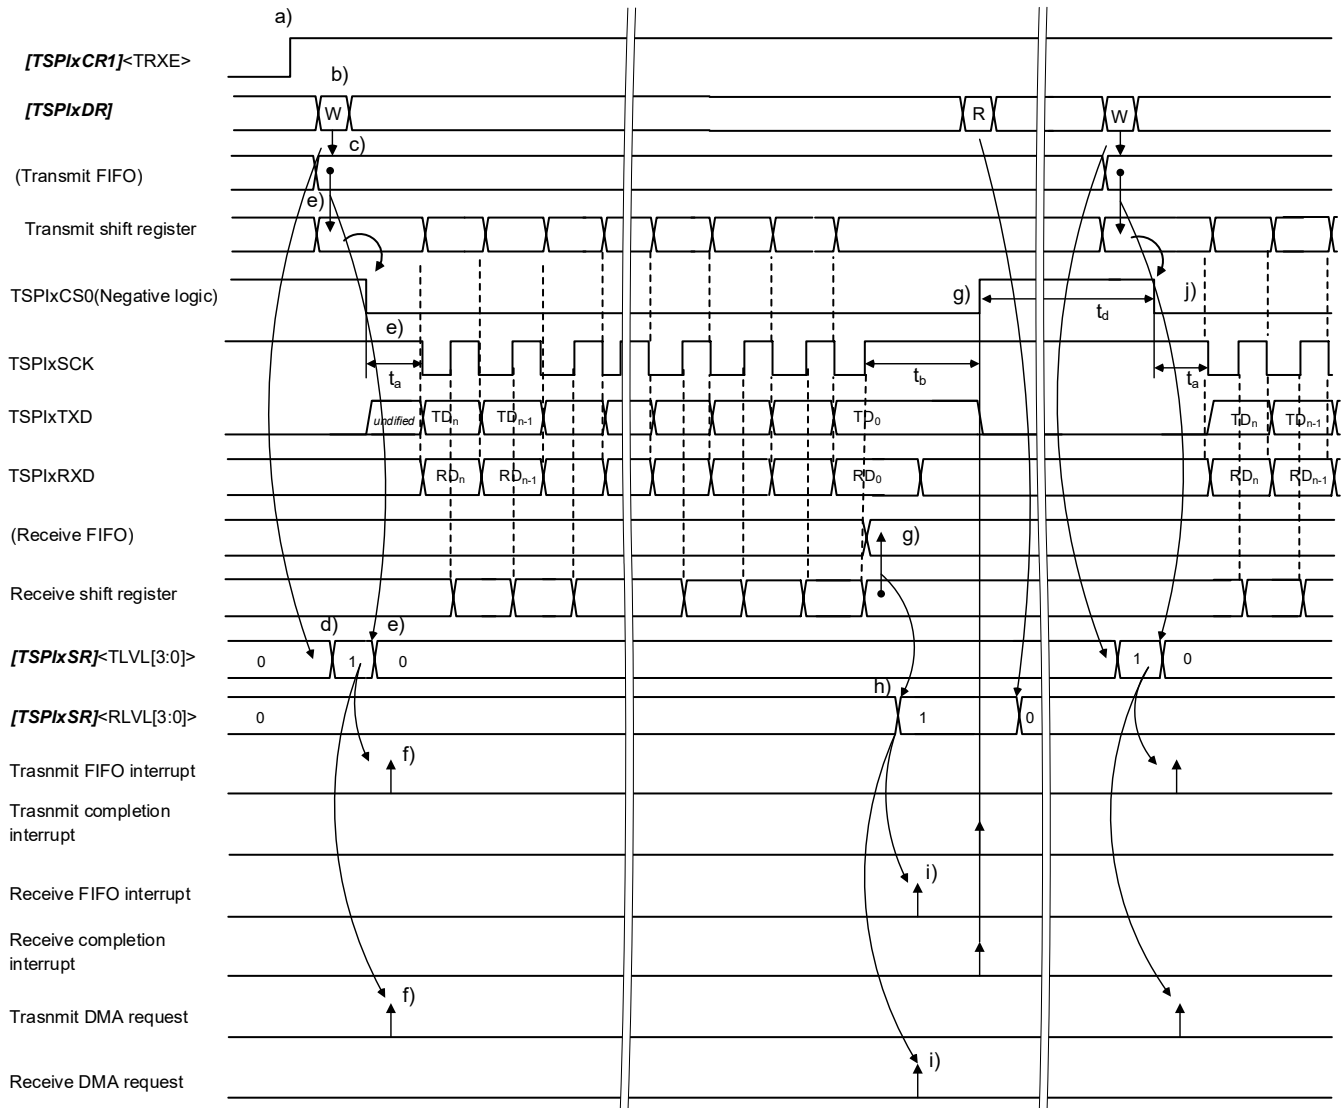 a)
[TSPIxCR1]<TRXE>
b)
[TSPIxDR] W R W
c)
(Transmit FIFO)
e)
Transmit shift register
TSPIxCS0(Negative logic) g) j)
td
e)
TSPIxSCK
ta tb ta
TSPIxTXD undified TDn TDn-1 TD0 TDn TDn-1
TSPIxRXD RDn RDn-1 RD0 RDn RDn-1
(Receive FIFO) g)
Receive shift register
d) e)
[TSPIxSR]<TLVL[3:0]> 0 1 0 1 0
h)
[TSPIxSR]<RLVL[3:0]> 0 1 0
f)
Trasnmit FIFO interrupt
Trasnmit completion
interrupt
i)
Receive FIFO interrupt
Receive completion
interrupt
f)
Trasnmit DMA request
i)
Receive DMA request